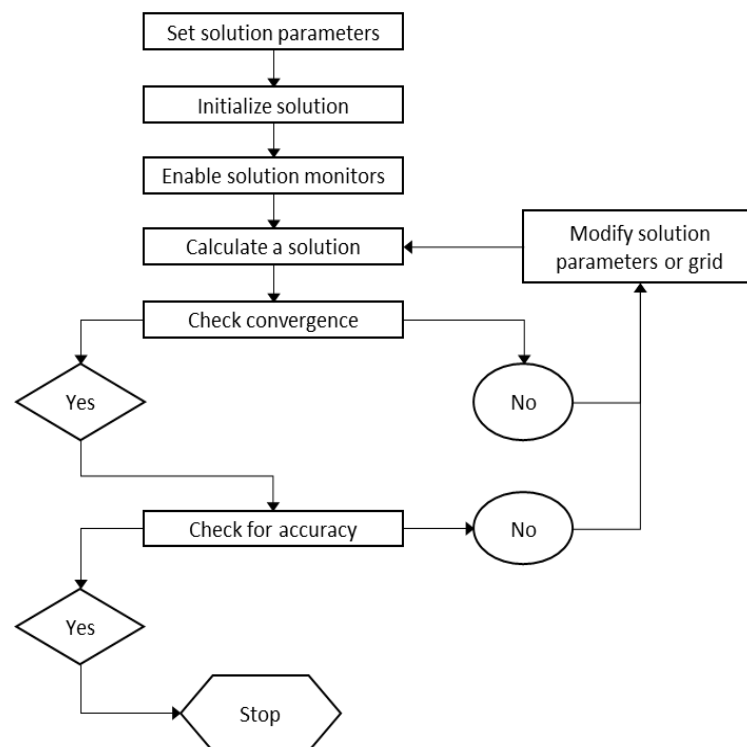 Set solution parameters
Initialize solution
Enable solution monitors
Calculate a solution
Modify solution
parameters or grid
Check convergence
Yes
No
Check for accuracy
No
Yes
Stop